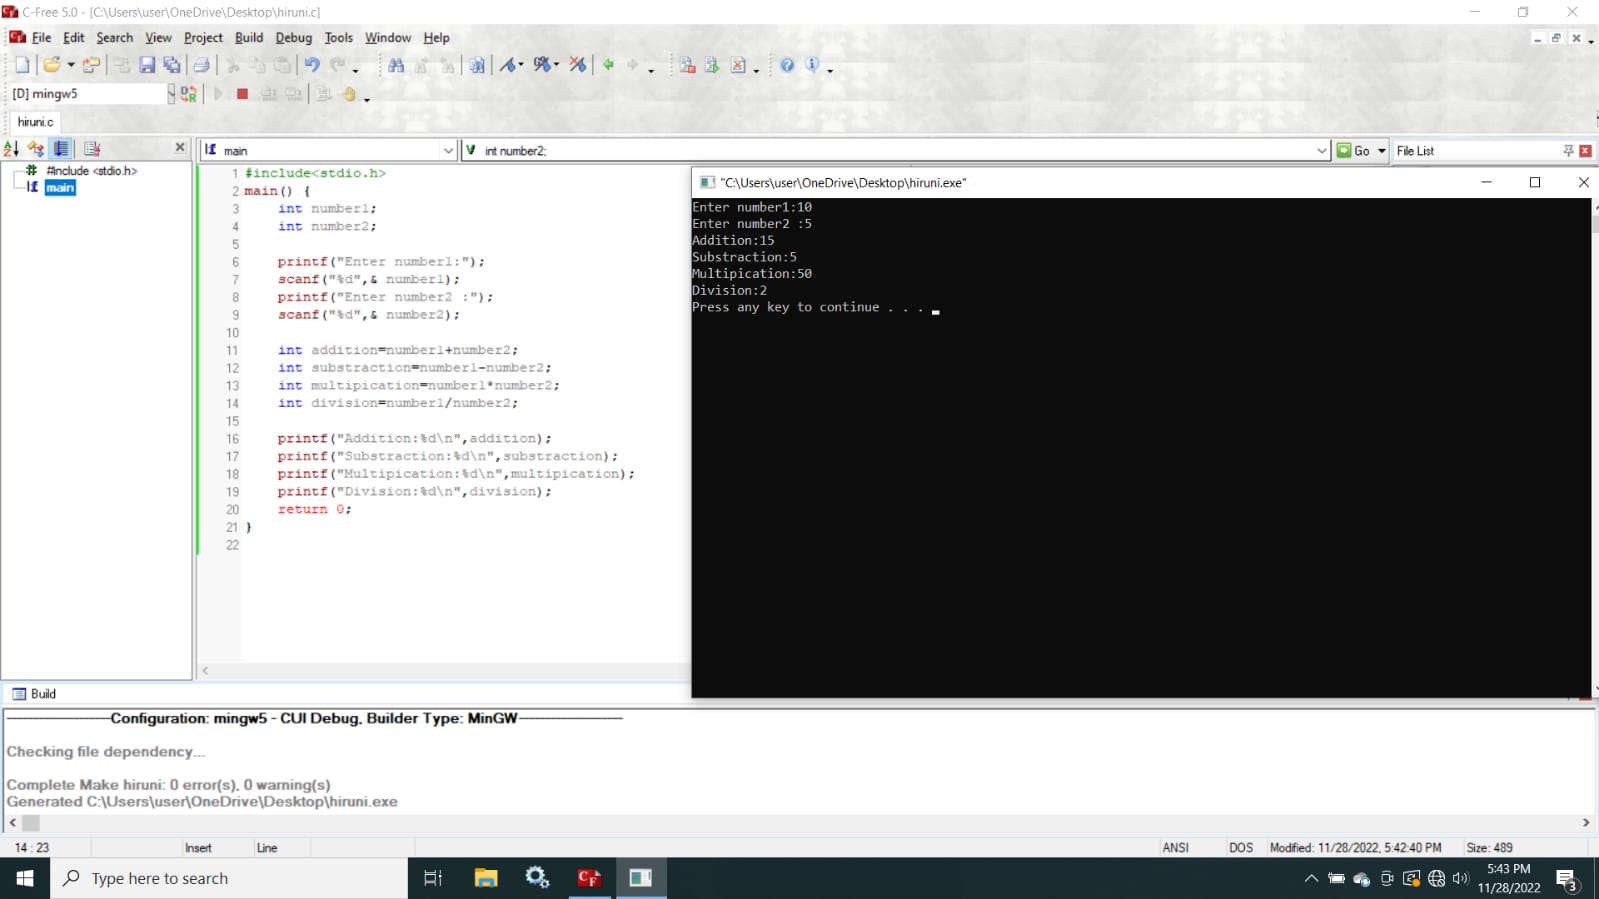 C-Free 5.0 - [C:\Users\user\OneDrive\Desktop\hiruni.c]
File Edit Search View Project Build Debug Tools Window Help
[D] mingw5
hiruni.c
main
int number2;
Go
File List
#include <stdio.h>
main
1 #include<stdio.h>
2 main() {
3 int number1;
4 int number2;
5
6 printf("Enter number1:");
7 scanf("%d",& number1);
8 printf("Enter number2 :");
9 scanf("%d",& number2);
10
11 int addition=number1+number2;
12 int substraction=number1-number2;
13 int multipication=number1*number2;
14 int division=number1/number2;
15
16 printf("Addition:%d\n",addition);
17 printf("Substraction:%d\n",substraction);
18 printf("Multipication:%d\n",multipication);
19 printf("Division:%d\n",division);
20 return 0;
21 }
22
"C:\Users\user\OneDrive\Desktop\hiruni.exe"
Enter number1:10
Enter number2 :5
Addition:15
Substraction:5
Multipication:50
Division:2
Press any key to continue . . .
Build
Configuration: mingw5 - CUI Debug, Builder Type: MinGW
Checking file dependency...
Complete Make hiruni: 0 error(s), 0 warning(s)
Generated C:\Users\user\OneDrive\Desktop\hiruni.exe
14 : 23 Insert Line ANSI DOS Modified: 11/28/2022, 5:42:40 PM Size: 489
Type here to search
5:43 PM
11/28/2022
3